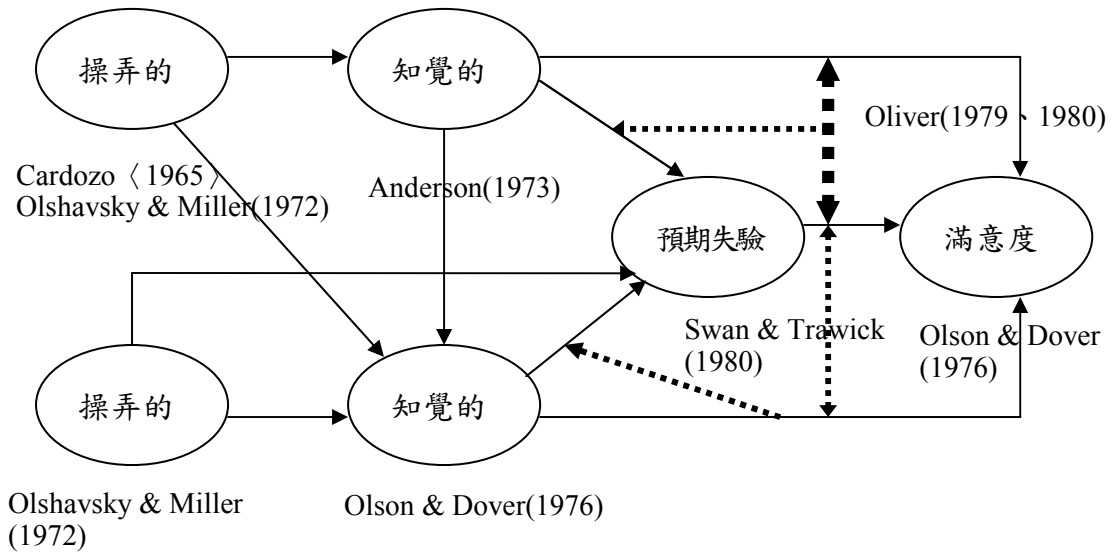 操弄的
知覺的
Oliver(1979、1980)
Cardozo〈1965〉
Olshavsky & Miller(1972)
Anderson(1973)
預期失驗
滿意度
Swan & Trawick
(1980)
Olson & Dover
(1976)
操弄的
知覺的
Olshavsky & Miller
(1972)
Olson & Dover(1976)